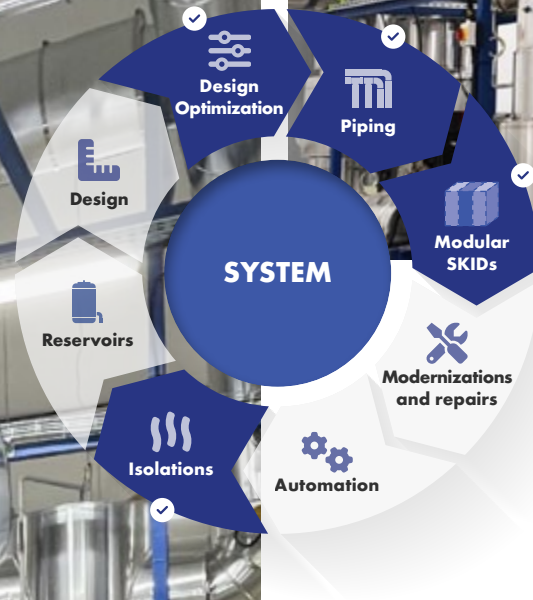 Design
Optimization
Piping
Modular
SKIDs
Modernizations
and repairs
Automation
Isolations
Reservoirs
Design
SYSTEM